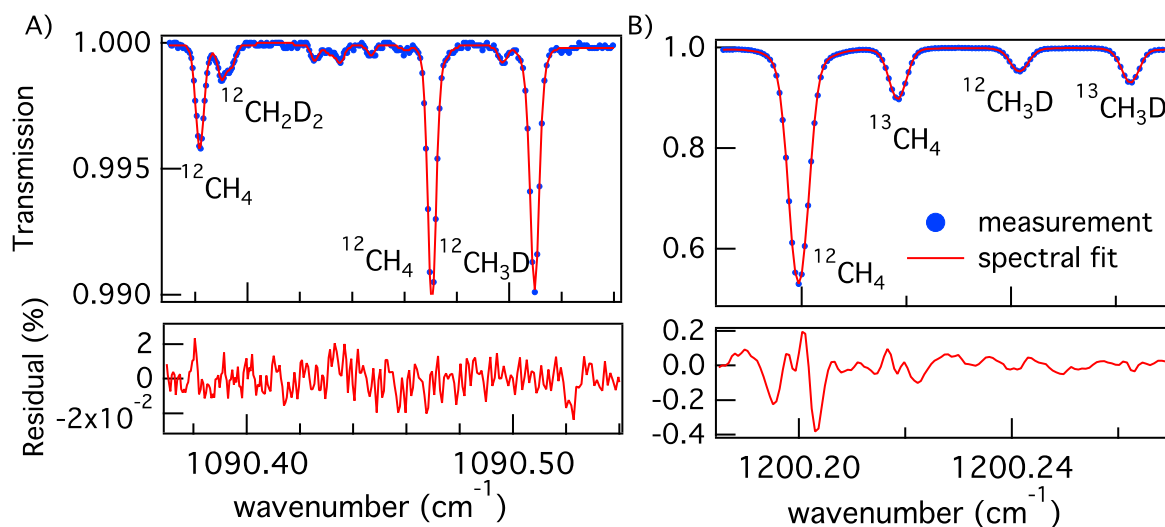 A)
Transmission
1.000
0.995
0.990
¹²CH₂D₂
¹²CH₄
¹²CH₄
¹²CH₃D
Residual (%)
2
0
-2x10⁻²
1090.40
1090.50
wavenumber (cm⁻¹)
B)
1.0
0.8
0.6
¹³CH₄
¹²CH₃D
¹³CH₃D
¹²CH₄
measurement
spectral fit
0.2
0.0
-0.2
-0.4
1200.20
1200.24
wavenumber (cm⁻¹)